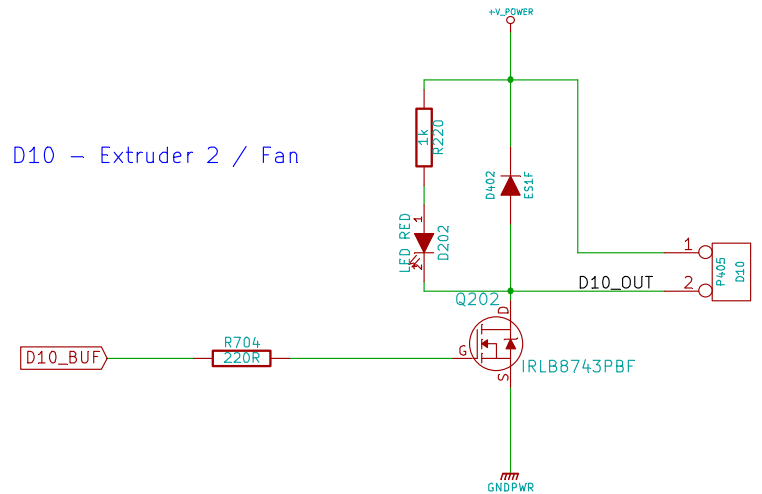 +V_POWER
D10 – Extruder 2 / Fan
1k
R220
D402
ES1F
LED RED
1
2
D202
1
2
P405
D10
D10_OUT
Q202
D
G
S
IRLB8743PBF
R704
220R
D10_BUF
GNDPWR